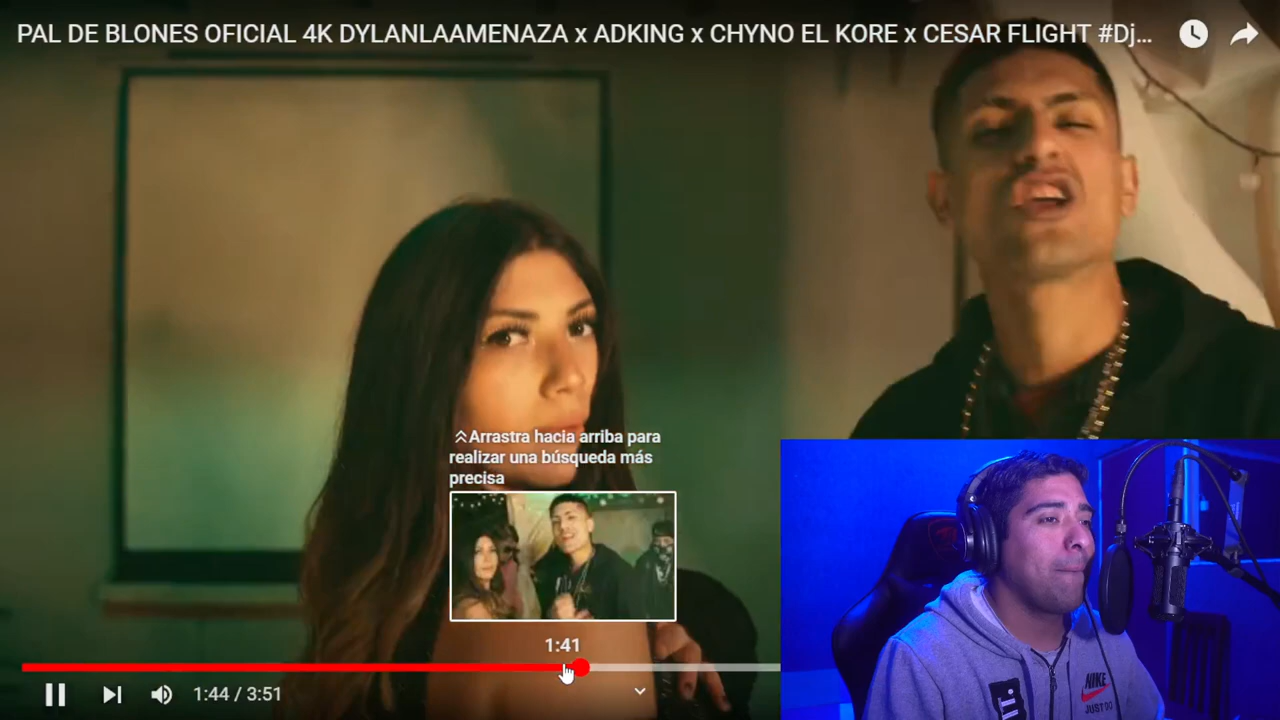 PAL DE BLONES OFICIAL 4K DYLANLAAMENAZA x ADKING x CHYNO EL KORE x CESAR FLIGHT #Dj...
Arrastra hacia arriba para
realizar una búsqueda más
precisa
1:41
1:44 / 3:51
NIKE
JUST DO